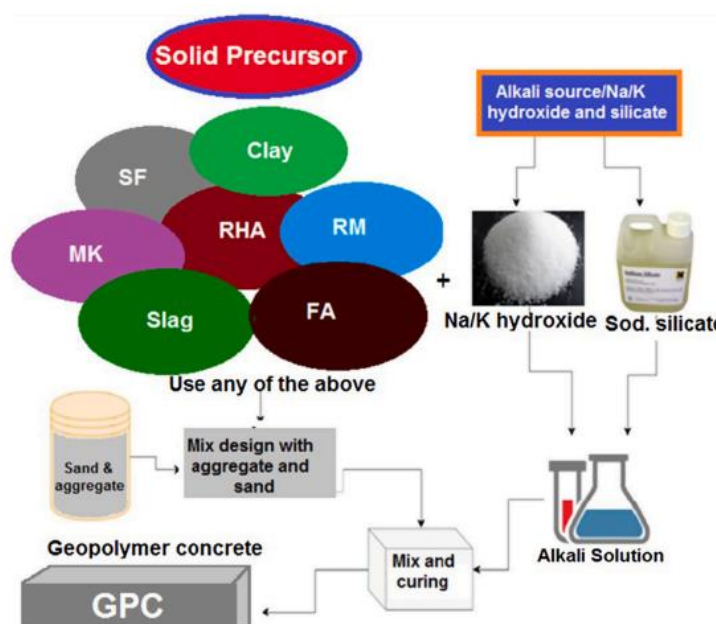 Solid Precursor
Alkali source/Na/K
hydroxide and silicate
Clay
SF
RHA
RM
MK
Slag
FA
+
Na/K hydroxide
Sod. silicate
Use any of the above
Sand &
aggregate
Mix design with
aggregate and
sand
Alkali Solution
Geopolymer concrete
Mix and
curing
GPC